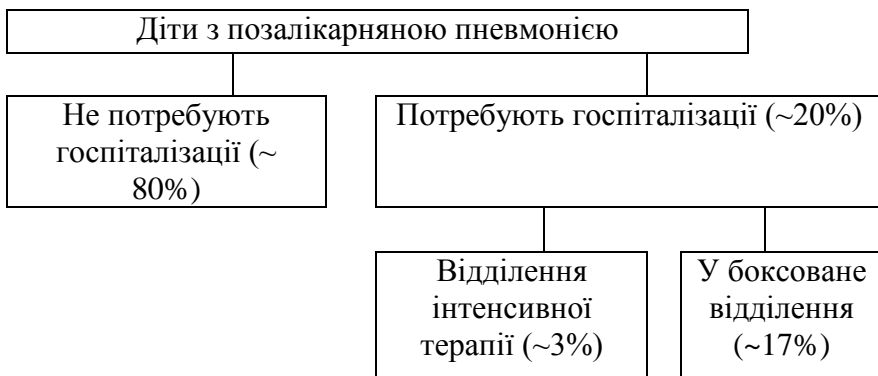 Діти з позалікарняною пневмонією
Не потребують
госпіталізації (~
80%)
Потребують госпіталізації (~20%)
Відділення
інтенсивної
терапії (~3%)
У боксоване
відділення
(~17%)